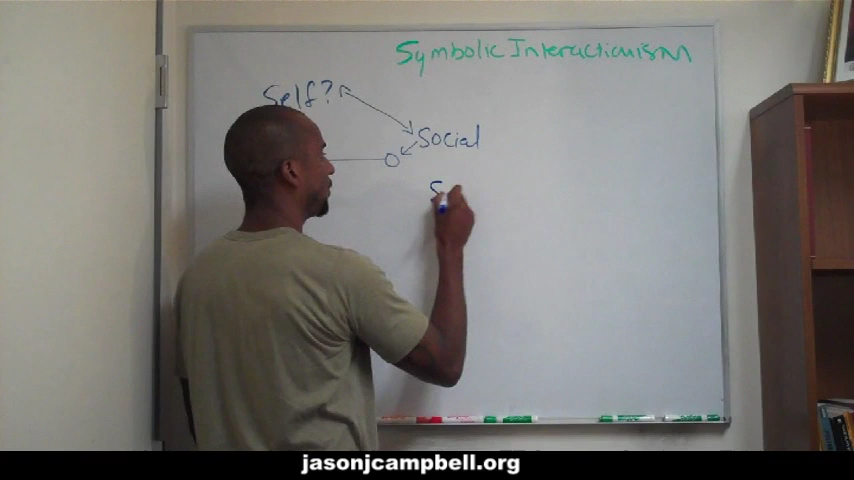 Symbolic Interactionism
Self?
Social
S
jasonjcampbell.org